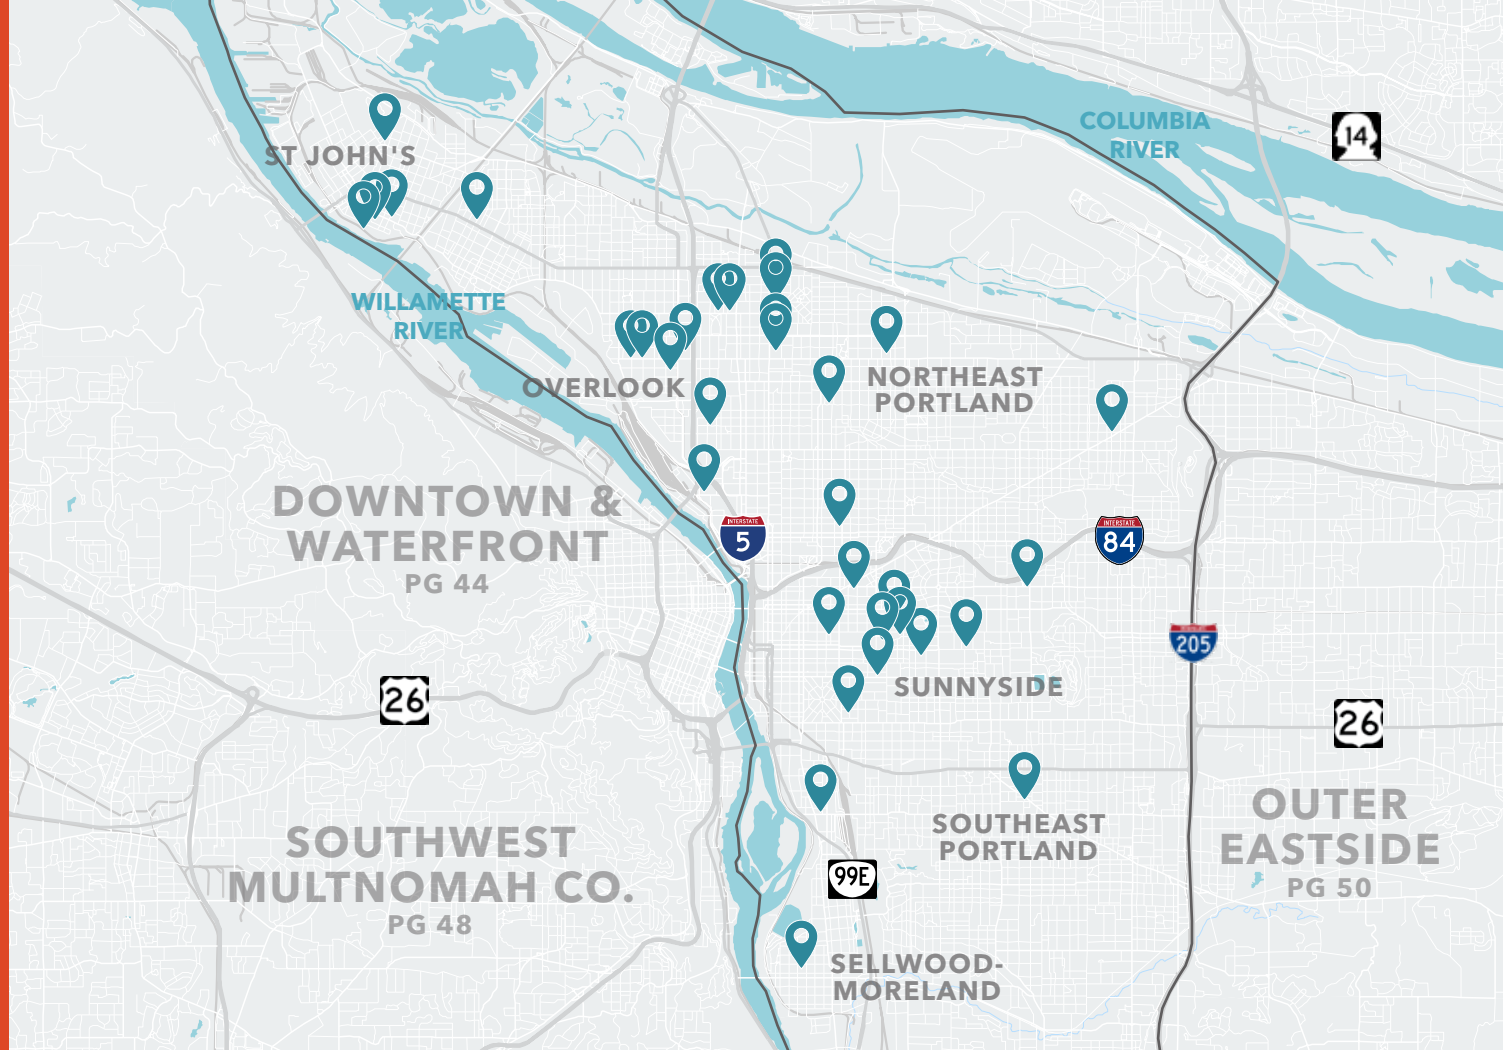 COLUMBIA
RIVER
14
ST JOHN'S
WILLAMETTE
RIVER
OVERLOOK
NORTHEAST
PORTLAND
DOWNTOWN &
WATERFRONT
PG 44
INTERSTATE
5
INTERSTATE
84
INTERSTATE
205
26
SUNNYSIDE
26
SOUTHWEST
MULTNOMAH CO.
PG 48
SOUTHEAST
PORTLAND
OUTER
EASTSIDE
PG 50
99E
SELLWOOD-
MORELAND